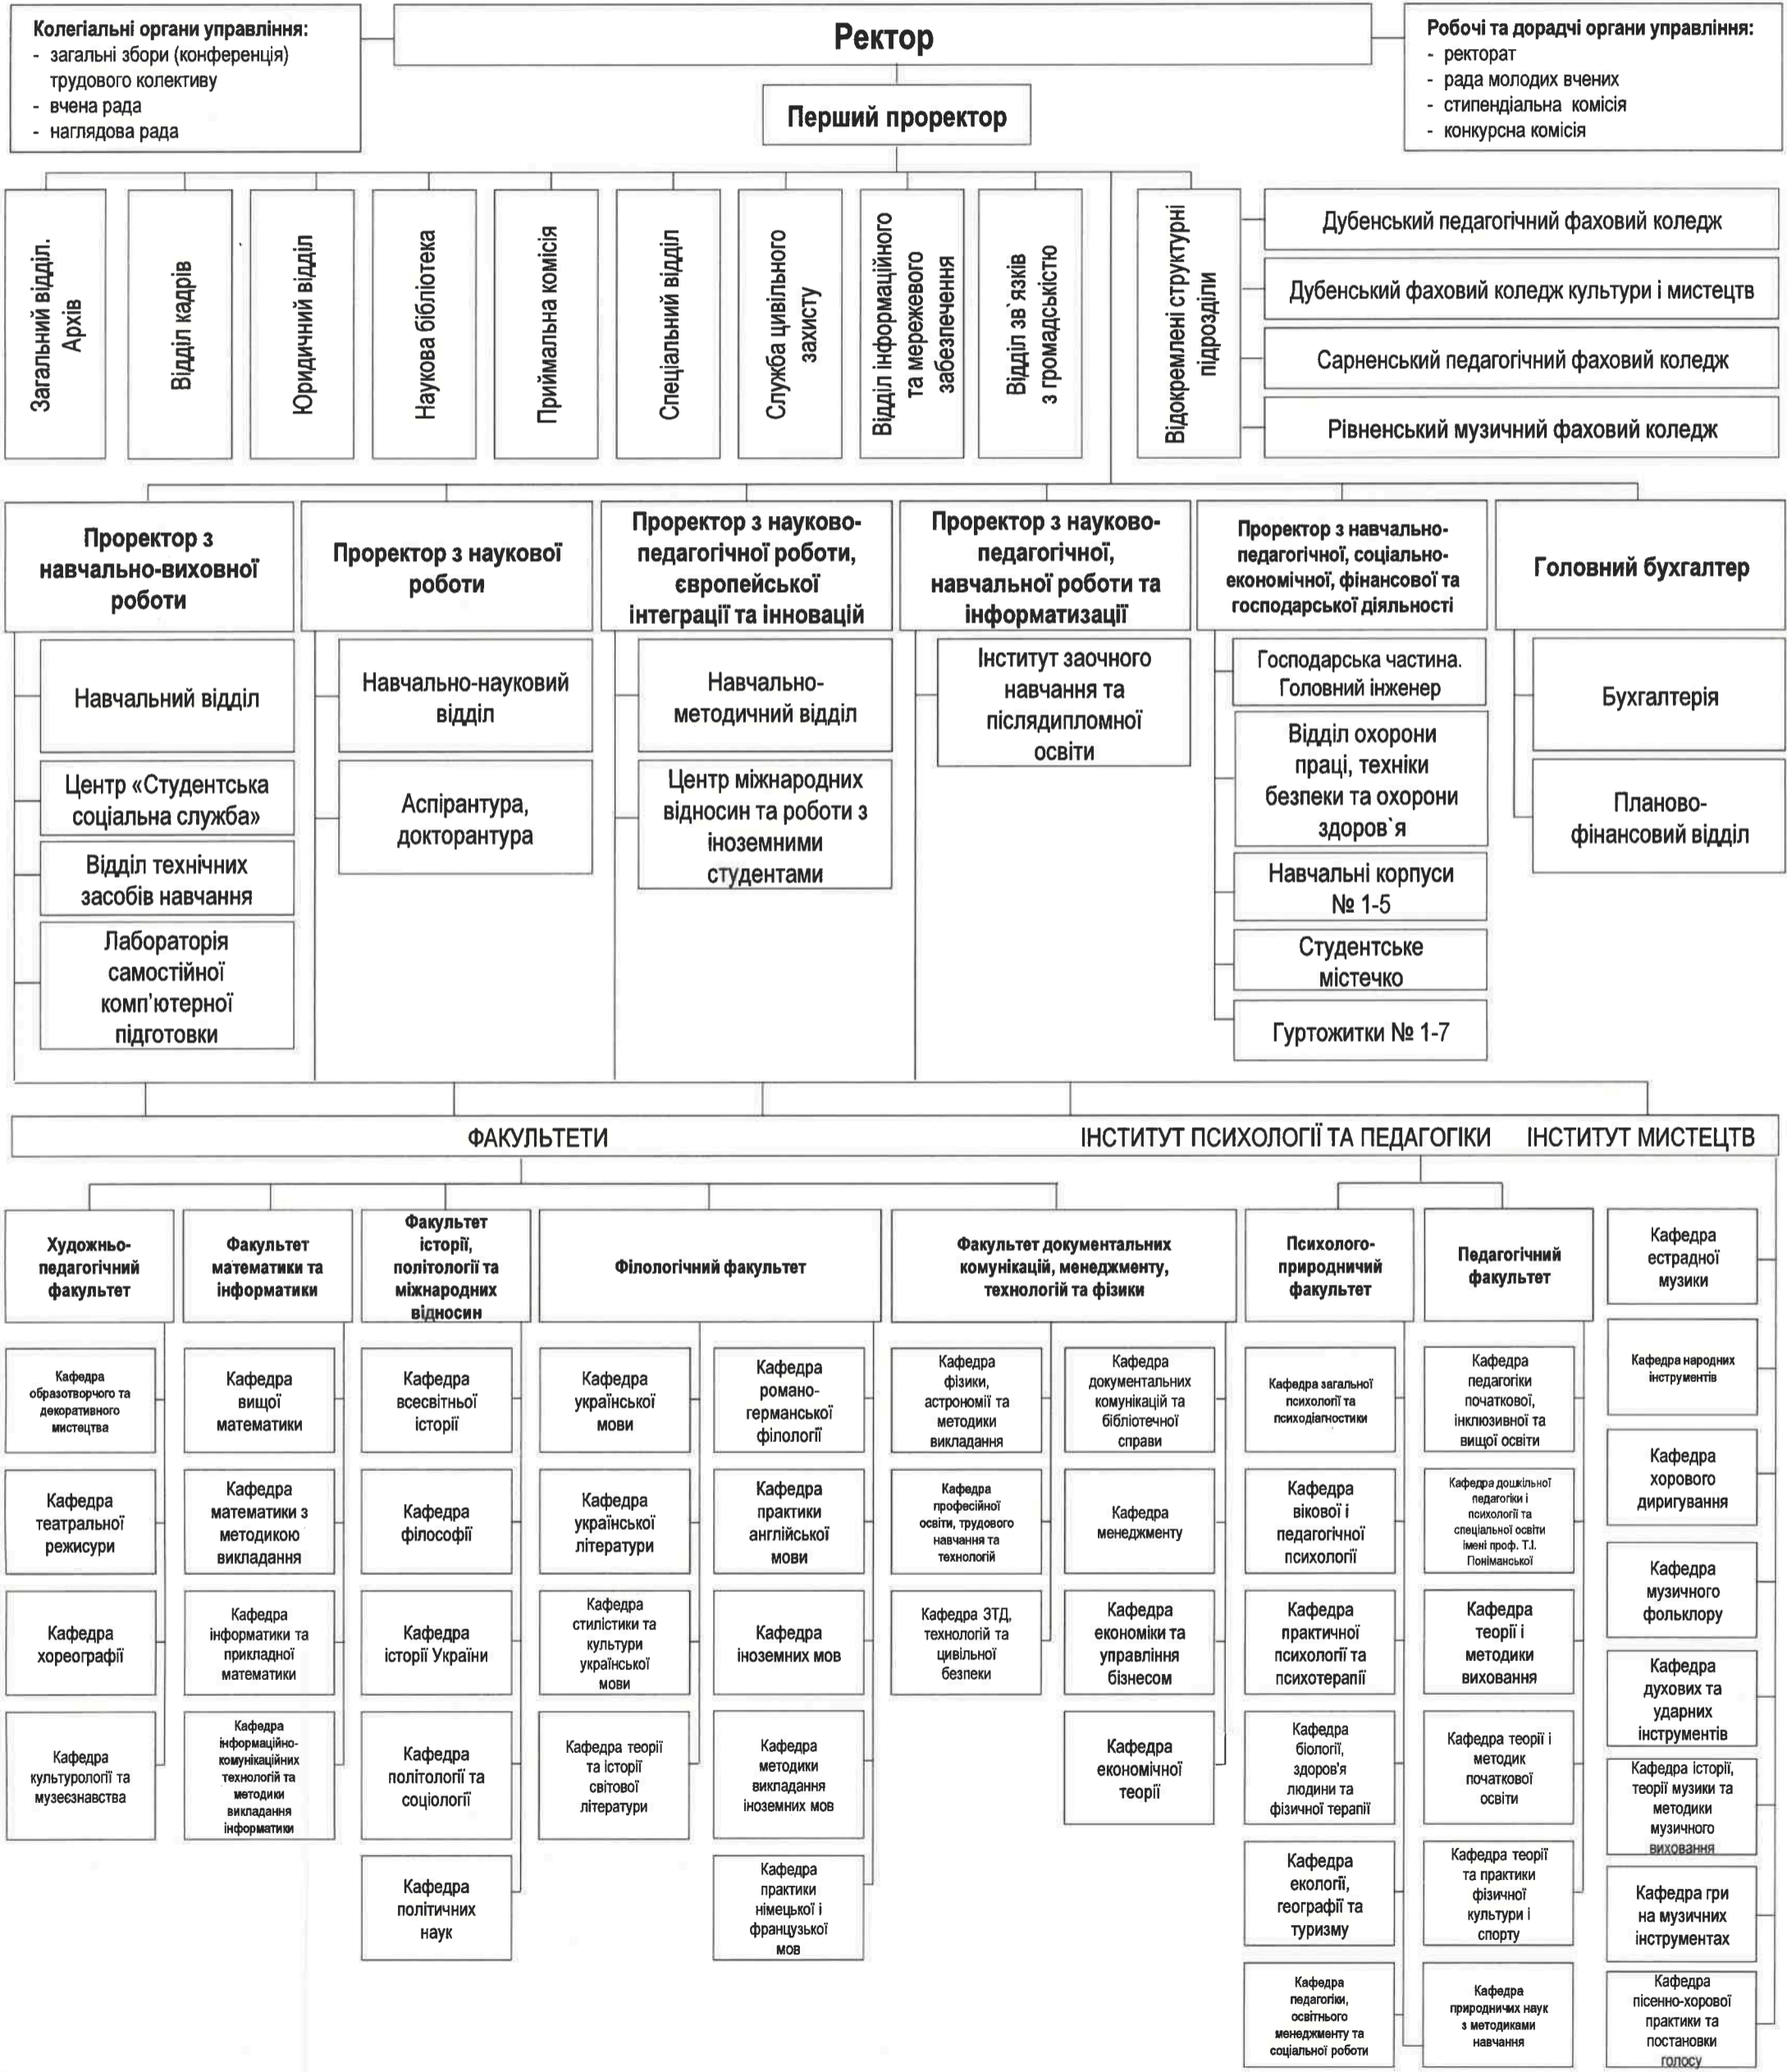 Колегіальні органи управління:
- загальні збори (конференція)
трудового колективу
- вчена рада
- наглядова рада
Ректор
Робочі та дорадчі органи управління:
- ректорат
- рада молодих вчених
- стипендіальна комісія
- конкурсна комісія
Перший проректор
Загальний відділ.
Архів
Відділ кадрів
Юридичний відділ
Наукова бібліотека
Приймальна комісія
Спеціальний відділ
Служба цивільного
захисту
Відділ інформаційного
та мережевого
забезпечення
Відділ зв`язків
з громадськістю
Відокремлені структурні
підрозділи
Дубенський педагогічний фаховий коледж
Дубенський фаховий коледж культури і мистецтв
Сарненський педагогічний фаховий коледж
Рівненський музичний фаховий коледж
Проректор з
навчально-виховної
роботи
Проректор з наукової
роботи
Проректор з науково-
педагогічної роботи,
європейської
інтеграції та інновацій
Проректор з науково-
педагогічної,
навчальної роботи та
інформатизації
Проректор з навчально-
педагогічної, соціально-
економічної, фінансової та
господарської діяльності
Головний бухгалтер
Навчальний відділ
Центр «Студентська
соціальна служба»
Відділ технічних
засобів навчання
Лабораторія
самостійної
комп’ютерної
підготовки
Навчально-науковий
відділ
Аспірантура,
докторантура
Навчально-
методичний відділ
Центр міжнародних
відносин та роботи з
іноземними
студентами
Інститут заочного
навчання та
післядипломної
освіти
Господарська частина.
Головний інженер
Відділ охорони
праці, техніки
безпеки та охорони
здоров`я
Навчальні корпуси
№ 1-5
Студентське
містечко
Гуртожитки № 1-7
Бухгалтерія
Планово-
фінансовий відділ
ФАКУЛЬТЕТИ
ІНСТИТУТ ПСИХОЛОГІЇ ТА ПЕДАГОГІКИ
ІНСТИТУТ МИСТЕЦТВ
Художньо-
педагогічний
факультет
Факультет
математики та
інформатики
Факультет
історії,
політології та
міжнародних
відносин
Філологічний факультет
Факультет документальних
комунікацій, менеджменту,
технологій та фізики
Психолого-
природничий
факультет
Педагогічний
факультет
Кафедра
образотворчого та
декоративного
мистецтва
Кафедра
театральної
режисури
Кафедра
хореографії
Кафедра
культурології та
музеєзнавства
Кафедра
вищої
математики
Кафедра
математики з
методикою
викладання
Кафедра
інформатики та
прикладної
математики
Кафедра
інформаційно-
комунікаційних
технологій та
методики
викладання
інформатики
Кафедра
всесвітньої
історії
Кафедра
філософії
Кафедра
історії України
Кафедра
політології та
соціології
Кафедра
політичних
наук
Кафедра
української
мови
Кафедра
української
літератури
Кафедра
стилістики та
культури
української
мови
Кафедра теорії
та історії
світової
літератури
Кафедра
романо-
германської
філології
Кафедра
практики
англійської
мови
Кафедра
іноземних мов
Кафедра
методики
викладання
іноземних мов
Кафедра
практики
німецької і
французької
мов
Кафедра
фізики,
астрономії та
методики
викладання
Кафедра
професійної
освіти, трудового
навчання та
технологій
Кафедра ЗТД,
технологій та
цивільної
безпеки
Кафедра
документальних
комунікацій та
бібліотечної
справи
Кафедра
менеджменту
Кафедра
економіки та
управління
бізнесом
Кафедра
економічної
теорії
Кафедра загальної
психології та
психодіагностики
Кафедра
вікової і
педагогічної
психології
Кафедра
практичної
психології та
психотерапії
Кафедра
біології,
здоров'я
людини та
фізичної терапії
Кафедра
екології,
географії та
туризму
Кафедра
педагогіки,
освітнього
менеджменту та
соціальної роботи
Кафедра
педагогіки
початкової,
інклюзивної та
вищої освіти
Кафедра дошкільної
педагогіки і
психології та
спеціальної освіти
імені проф. Т.І.
Поніманської
Кафедра
теорії і
методики
виховання
Кафедра теорії і
методик
початкової
освіти
Кафедра теорії
та практики
фізичної
культури і
спорту
Кафедра
природничих наук
з методиками
навчання
Кафедра
естрадної
музики
Кафедра народних
інструментів
Кафедра
хорового
диригування
Кафедра
музичного
фольклору
Кафедра
духових та
ударних
інструментів
Кафедра історії,
теорії музики та
методики
музичного
виховання
Кафедра гри
на музичних
інструментах
Кафедра
пісенно-хорової
практики та
постановки
голосу